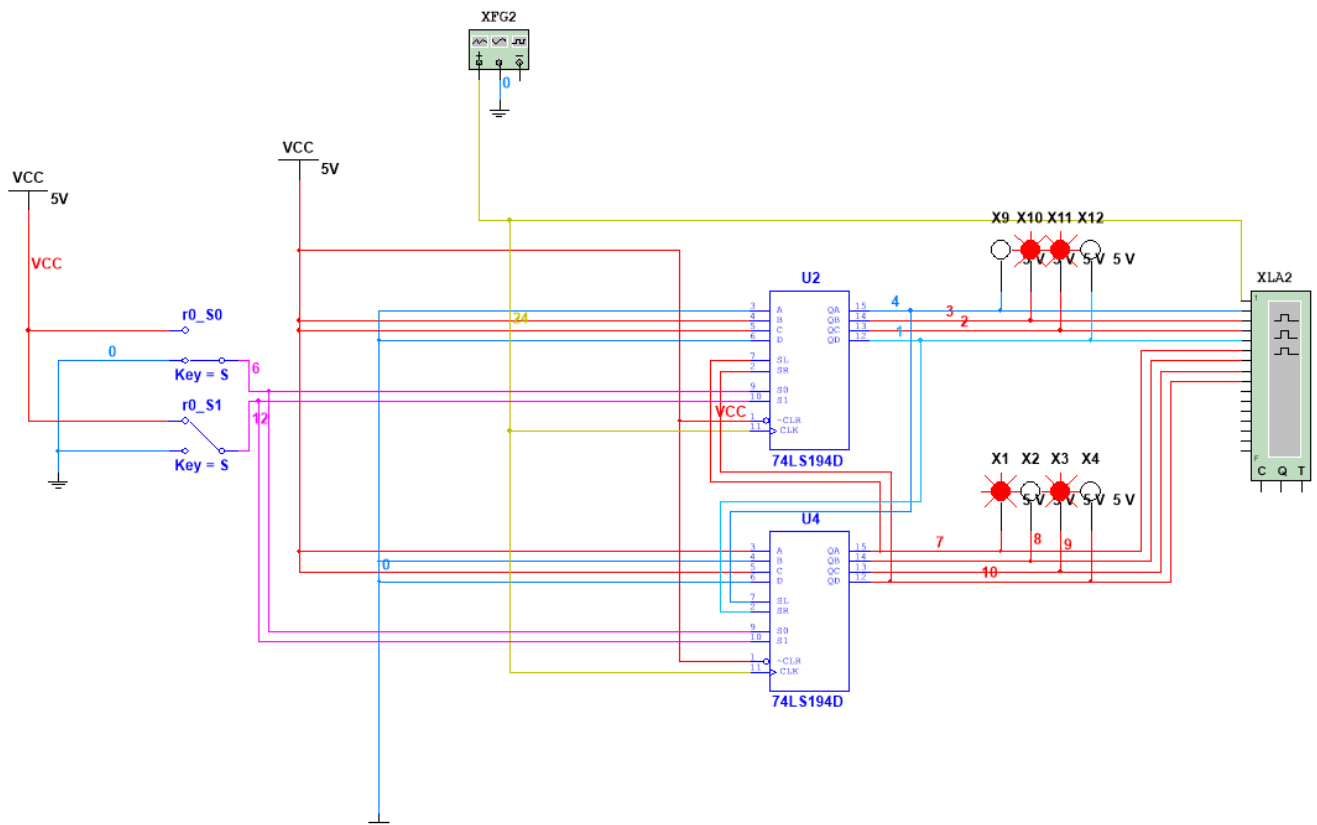 XFG2
0
VCC
5V
VCC
5V
VCC
r0_S0
0
Key = S
6
r0_S1
12
Key = S
X9 X10 X11 X12
5 V 5 V 5 V 5 V
XLA2
T
F
C Q T
U2
24
3 A QA 15
4 B QB 14
5 C QC 13
6 D QD 12
7 SL
2 SR
9 S0
10 S1
1 ~CLR
11 CLK
4
3
2
1
VCC
74LS194D
X1 X2 X3 X4
5 V 5 V 5 V 5 V
U4
0
3 A QA 15
4 B QB 14
5 C QC 13
6 D QD 12
7 SL
2 SR
9 S0
10 S1
1 ~CLR
11 CLK
7
8
9
10
74LS194D